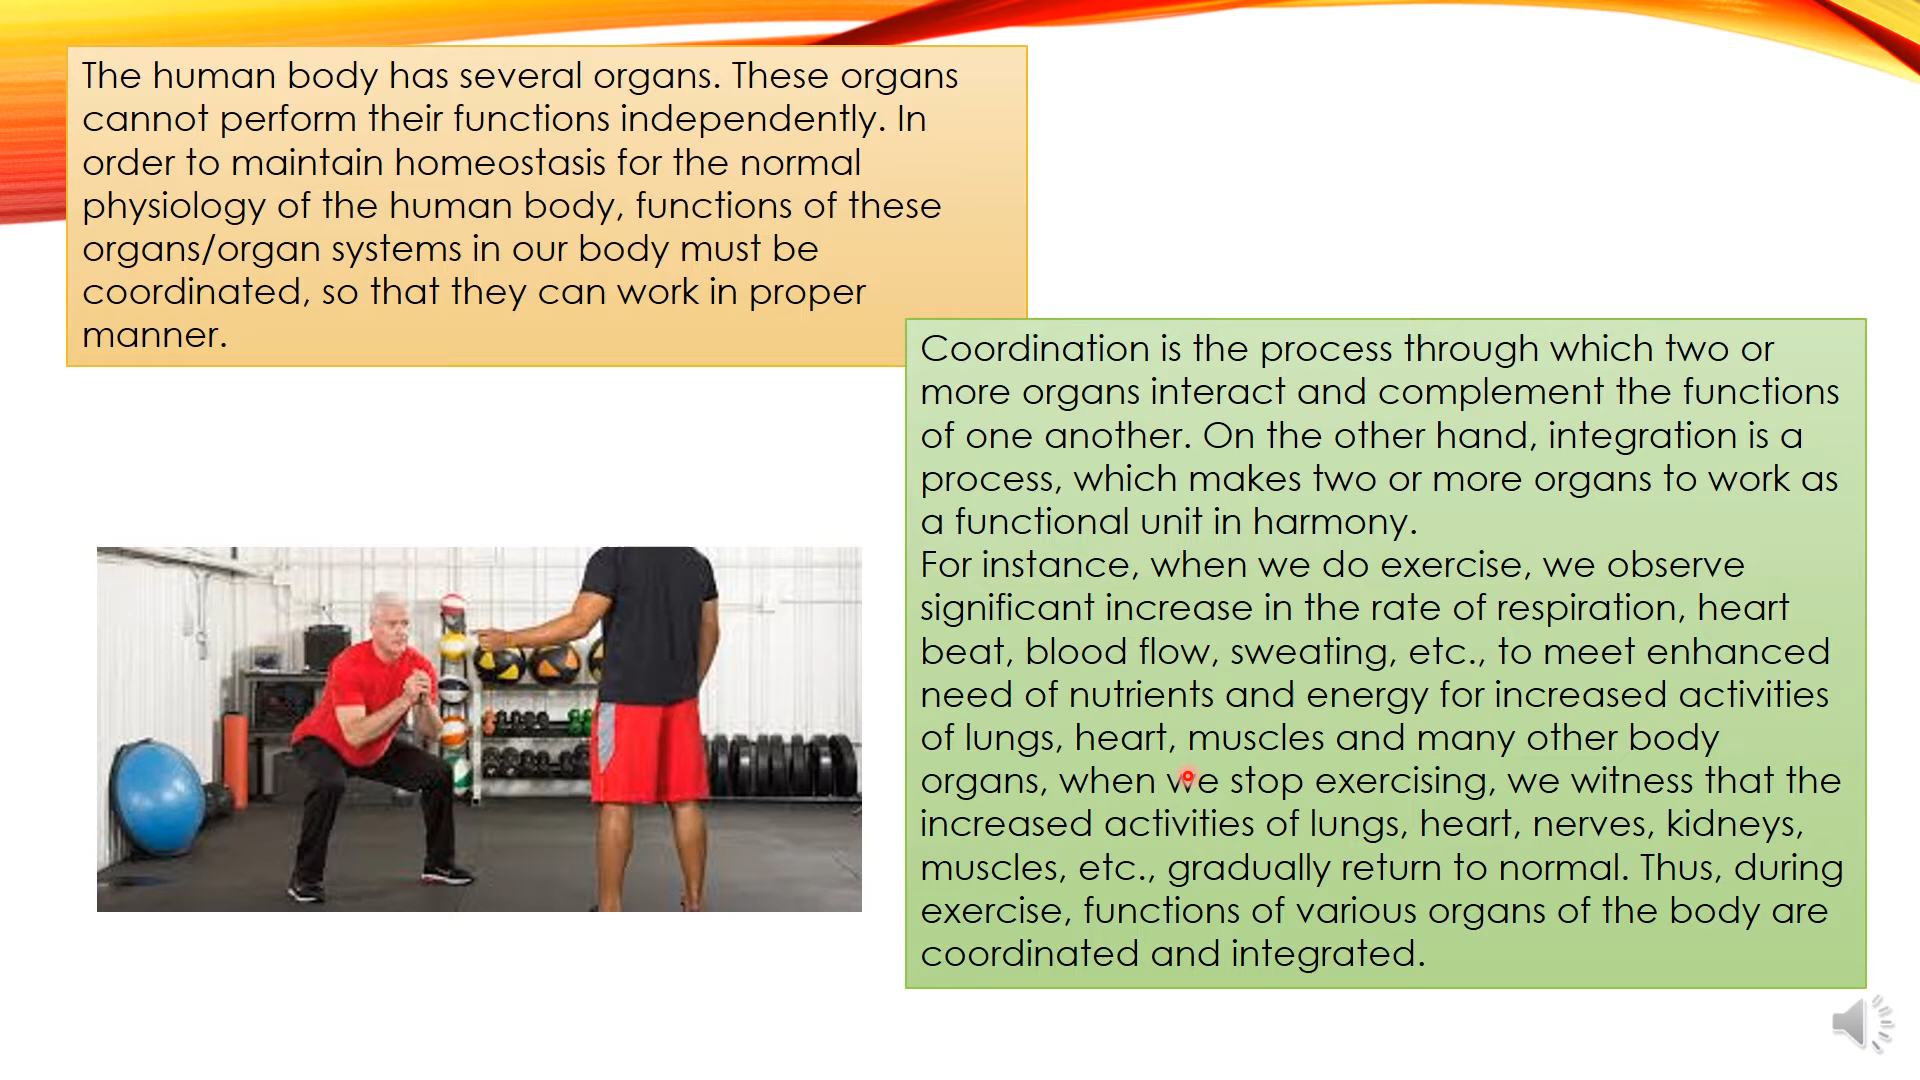 The human body has several organs. These organs
cannot perform their functions independently. In
order to maintain homeostasis for the normal
physiology of the human body, functions of these
organs/organ systems in our body must be
coordinated, so that they can work in proper
manner.
Coordination is the process through which two or
more organs interact and complement the functions
of one another. On the other hand, integration is a
process, which makes two or more organs to work as
a functional unit in harmony.
For instance, when we do exercise, we observe
significant increase in the rate of respiration, heart
beat, blood flow, sweating, etc., to meet enhanced
need of nutrients and energy for increased activities
of lungs, heart, muscles and many other body
organs, when we stop exercising, we witness that the
increased activities of lungs, heart, nerves, kidneys,
muscles, etc., gradually return to normal. Thus, during
exercise, functions of various organs of the body are
coordinated and integrated.